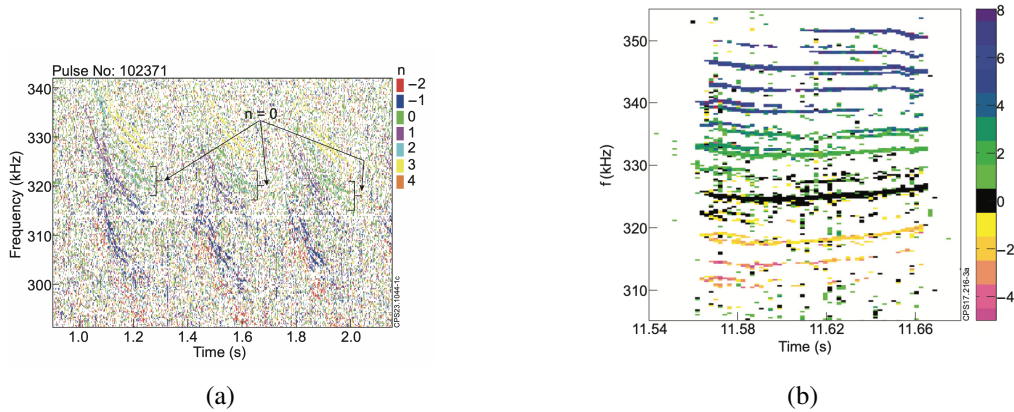 Pulse No: 102371
n
−2
−1
0
1
2
3
4
n = 0
340
330
320
310
300
Frequency (kHz)
1.0 1.2 1.4 1.6 1.8 2.0
Time (s)
CPS23.1044-1c
(a)
350
340
330
320
310
f (kHz)
11.54 11.58 11.62 11.66
Time (s)
8
6
4
2
0
−2
−4
CPS17.216-3a
(b)